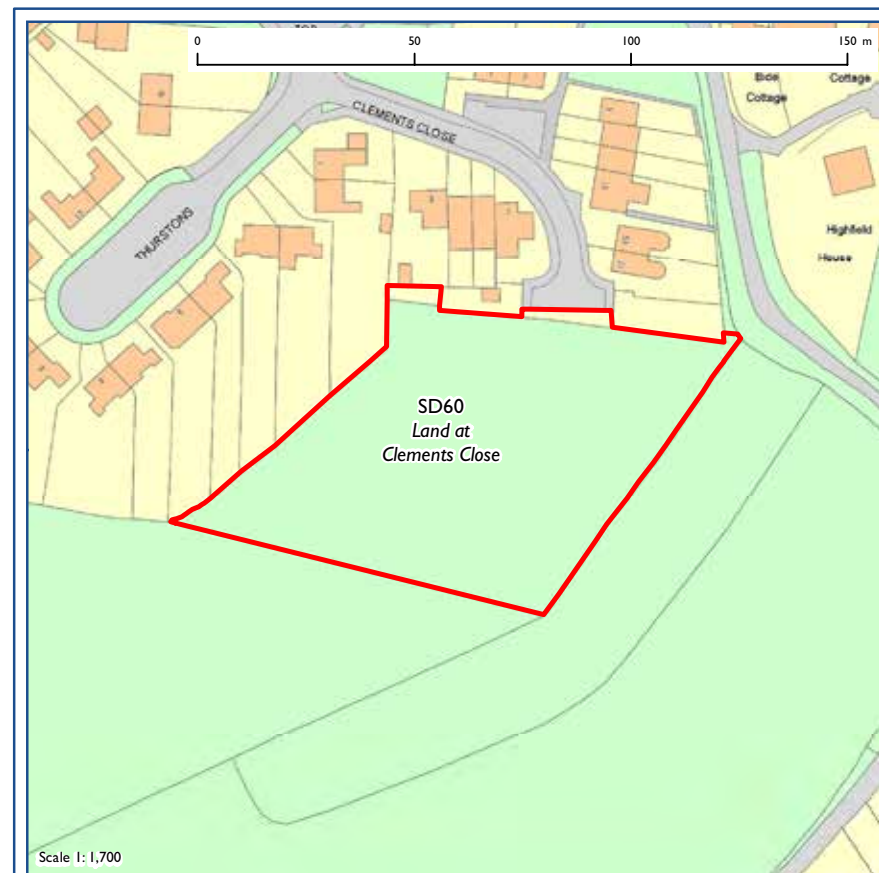 0 50 100 150 m
CLEMENTS CLOSE
Cottage
Cottage
THURSTONS
Highfield
House
SD60
Land at
Clements Close
Scale 1: 1,700